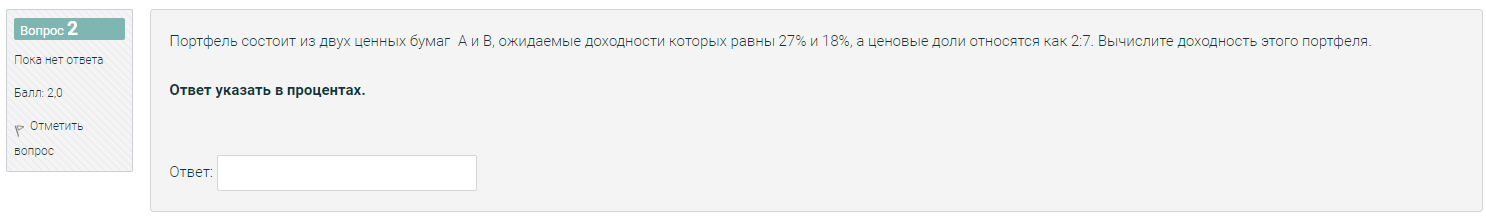 Вопрос 2
Пока нет ответа
Балл: 2,0
Отметить
вопрос
Портфель состоит из двух ценных бумаг А и В, ожидаемые доходности которых равны 27% и 18%, а ценовые доли относятся как 2:7. Вычислите доходность этого портфеля.
Ответ указать в процентах.
Ответ: